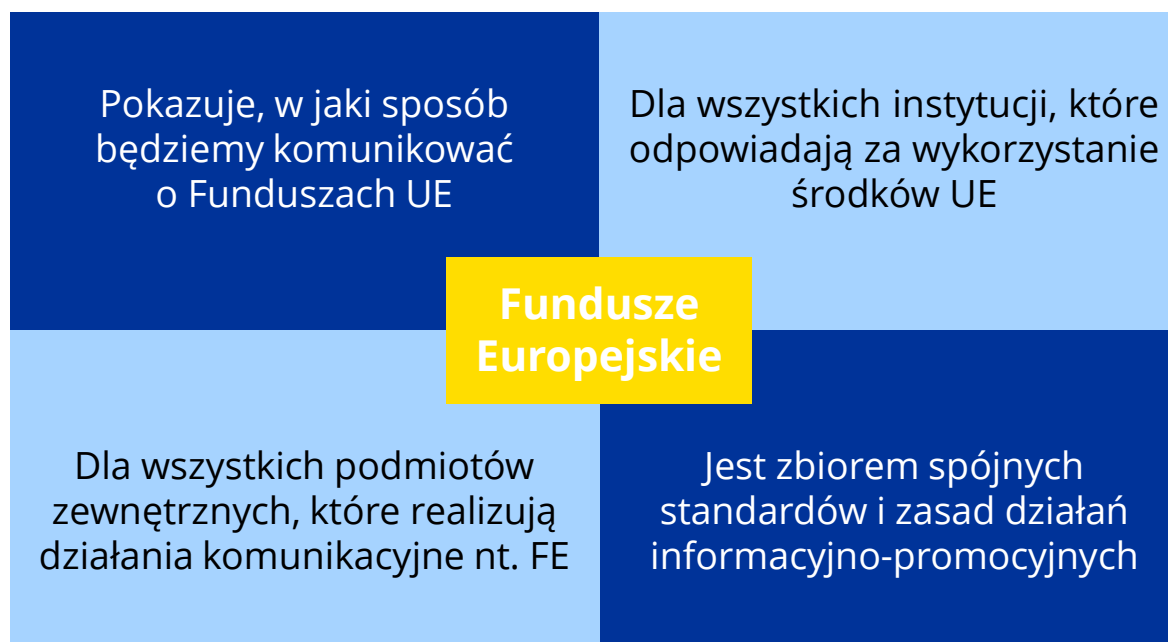 Pokazuje, w jaki sposób
będziemy komunikować
o Funduszach UE
Dla wszystkich instytucji, które
odpowiadają za wykorzystanie
środków UE
Fundusze
Europejskie
Dla wszystkich podmiotów
zewnętrznych, które realizują
działania komunikacyjne nt. FE
Jest zbiorem spójnych
standardów i zasad działań
informacyjno-promocyjnych